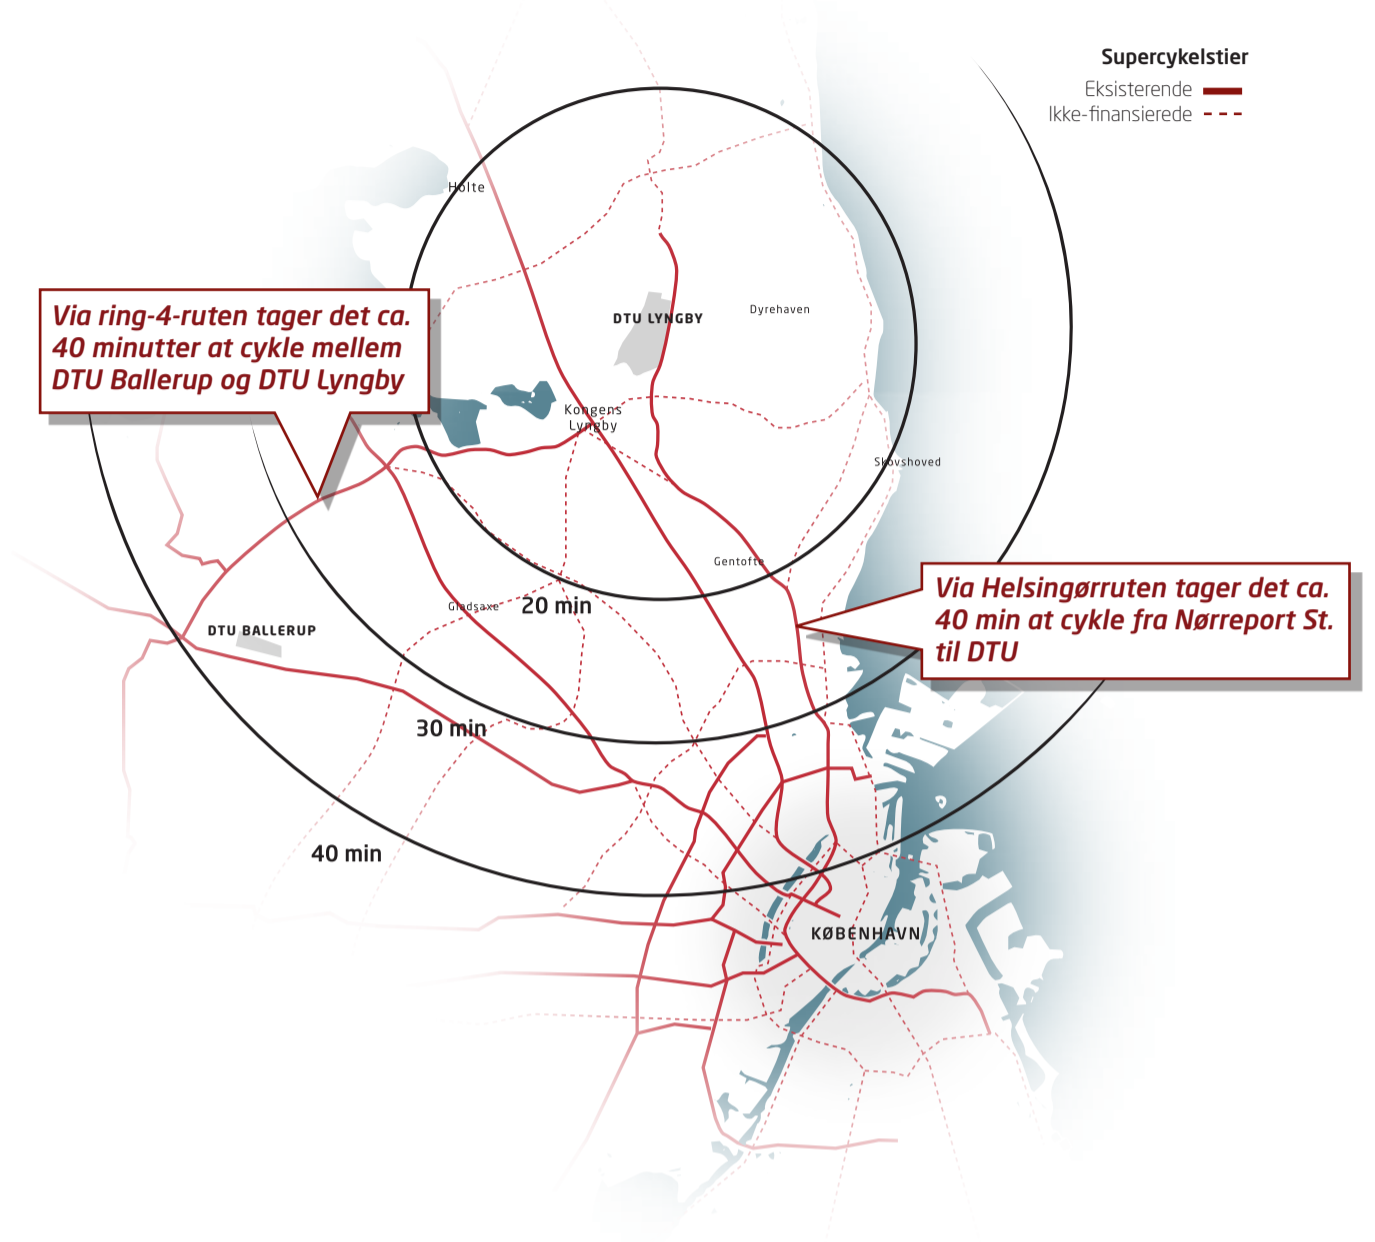 Supercykelstier
Eksisterende
Ikke-finansierede
Holte
Via ring-4-ruten tager det ca.
40 minutter at cykle mellem
DTU Ballerup og DTU Lyngby
DTU LYNGBY
Dyrehaven
Kongens
Lyngby
Skovshoved
Gentofte
Via Helsingørruten tager det ca.
40 min at cykle fra Nørreport St.
til DTU
Gladsaxe
20 min
DTU BALLERUP
30 min
40 min
KØBENHAVN